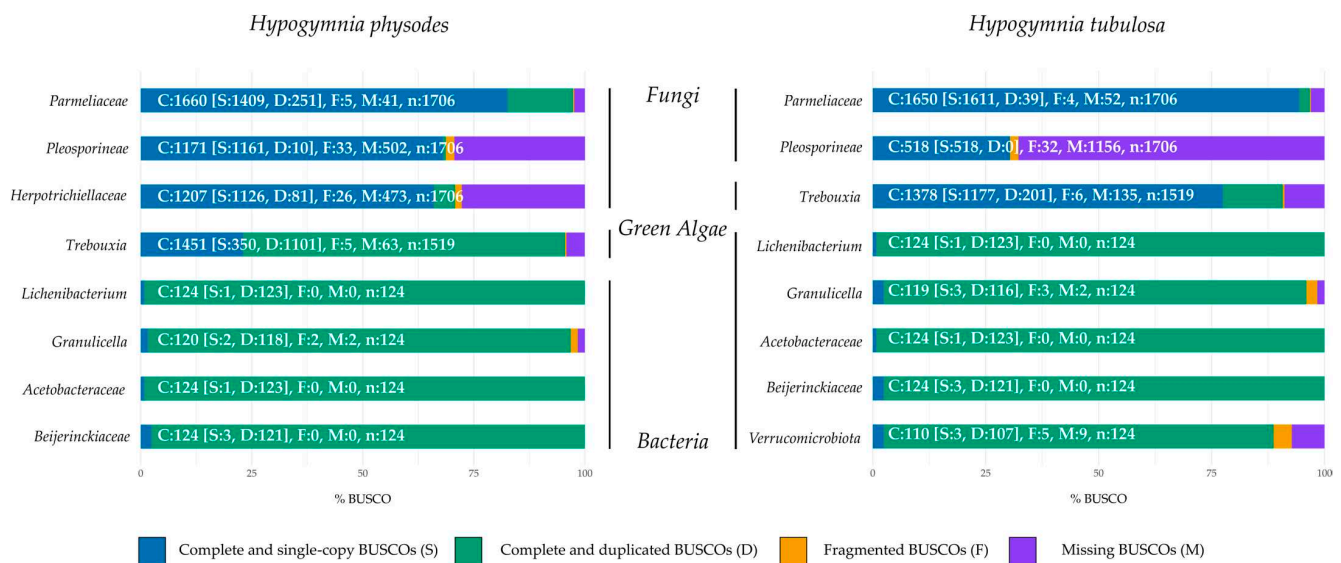 Hypogymnia physodes
Hypogymnia tubulosa
Parmeliaceae
C:1660 [S:1409, D:251], F:5, M:41, n:1706
Pleosporineae
C:1171 [S:1161, D:10], F:33, M:502, n:1706
Herpotrichiellaceae
C:1207 [S:1126, D:81], F:26, M:473, n:1706
Trebouxia
C:1451 [S:350, D:1101], F:5, M:63, n:1519
Lichenibacterium
C:124 [S:1, D:123], F:0, M:0, n:124
Granulicella
C:120 [S:2, D:118], F:2, M:2, n:124
Acetobacteraceae
C:124 [S:1, D:123], F:0, M:0, n:124
Beijerinckiaceae
C:124 [S:3, D:121], F:0, M:0, n:124
0 25 50 75 100
% BUSCO
Fungi
Green Algae
Bacteria
Parmeliaceae
C:1650 [S:1611, D:39], F:4, M:52, n:1706
Pleosporineae
C:518 [S:518, D:0], F:32, M:1156, n:1706
Trebouxia
C:1378 [S:1177, D:201], F:6, M:135, n:1519
Lichenibacterium
C:124 [S:1, D:123], F:0, M:0, n:124
Granulicella
C:119 [S:3, D:116], F:3, M:2, n:124
Acetobacteraceae
C:124 [S:1, D:123], F:0, M:0, n:124
Beijerinckiaceae
C:124 [S:3, D:121], F:0, M:0, n:124
Verrucomicrobiota
C:110 [S:3, D:107], F:5, M:9, n:124
0 25 50 75 100
% BUSCO
Complete and single-copy BUSCOs (S)
Complete and duplicated BUSCOs (D)
Fragmented BUSCOs (F)
Missing BUSCOs (M)